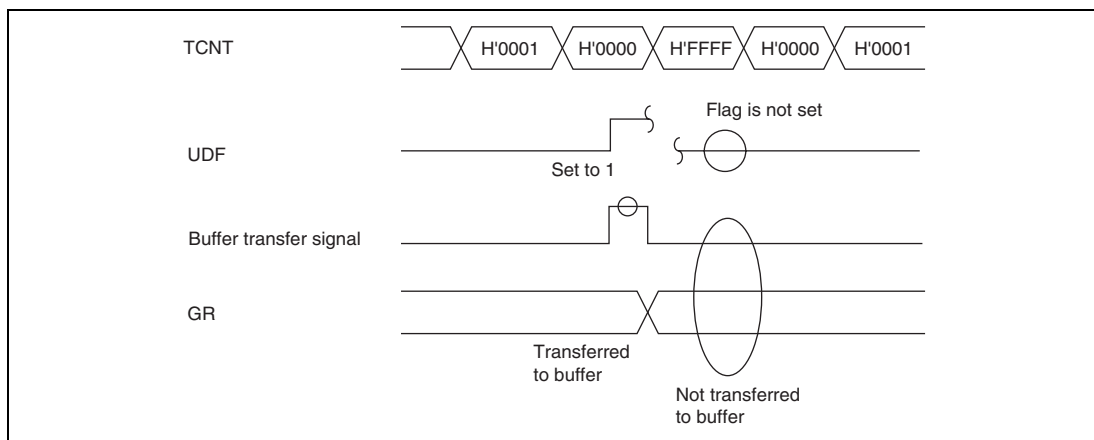 TCNT
H'0001 H'0000 H'FFFF H'0000 H'0001
Flag is not set
UDF
Set to 1
Buffer transfer signal
GR
Transferred
to buffer
Not transferred
to buffer